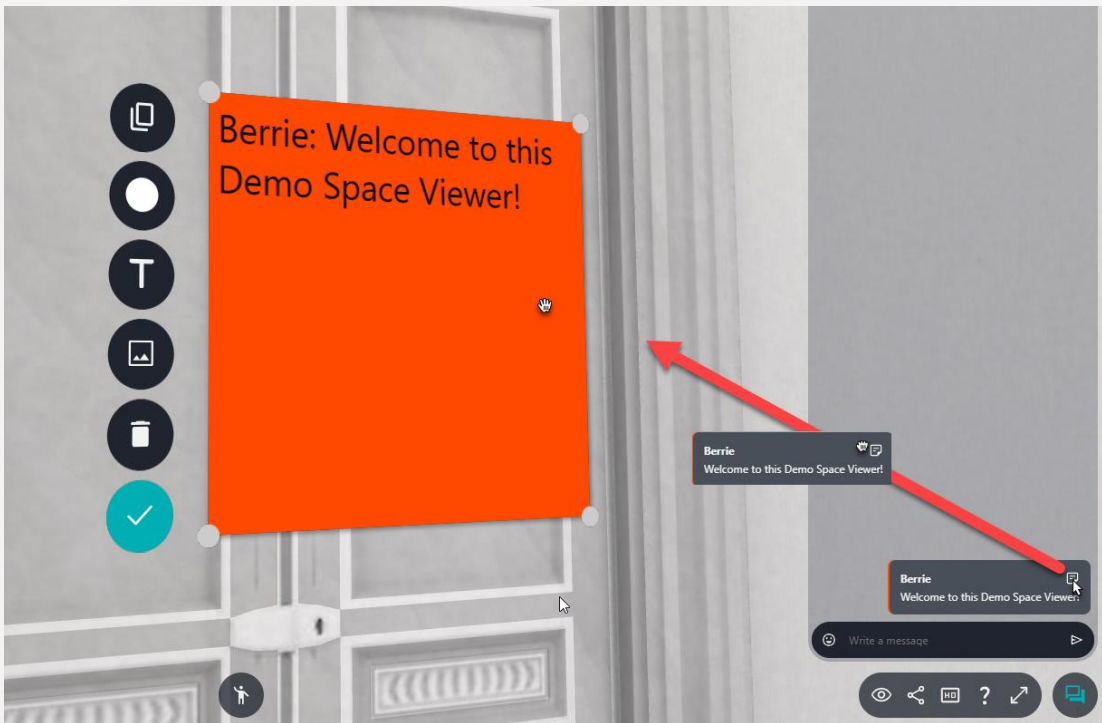 Berrie: Welcome to this
Demo Space Viewer!
T
Berrie
Welcome to this Demo Space Viewer!
Berrie
Welcome to this Demo Space Viewer!
Write a message
HD
?